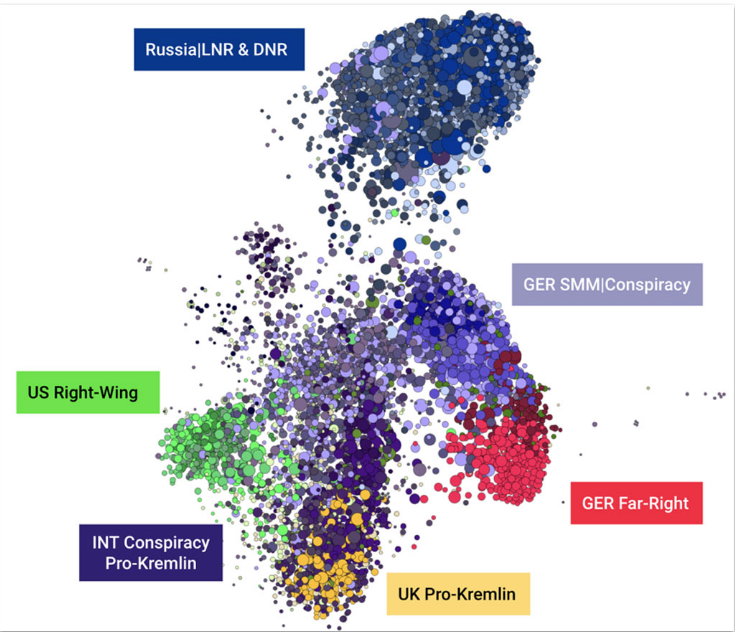 Russia|LNR & DNR
GER SMM|Conspiracy
US Right-Wing
GER Far-Right
INT Conspiracy
Pro-Kremlin
UK Pro-Kremlin